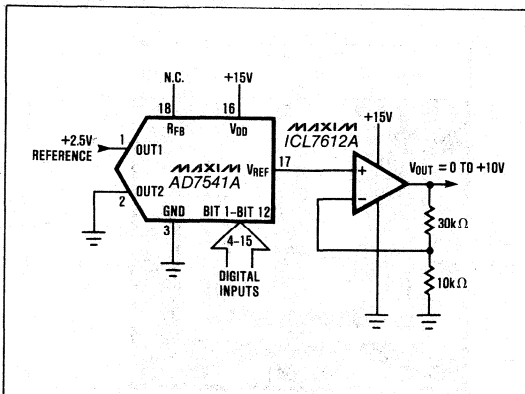 N.C.
+15V
18
16
RFB
VDD
+2.5V
REFERENCE
1
OUT1
MAXIM
AD7541A
VREF
17
OUT2
2
GND
BIT 1–BIT 12
3
4–15
DIGITAL
INPUTS
MAXIM
ICL7612A
+15V
+
−
VOUT = 0 TO +10V
30kΩ
10kΩ